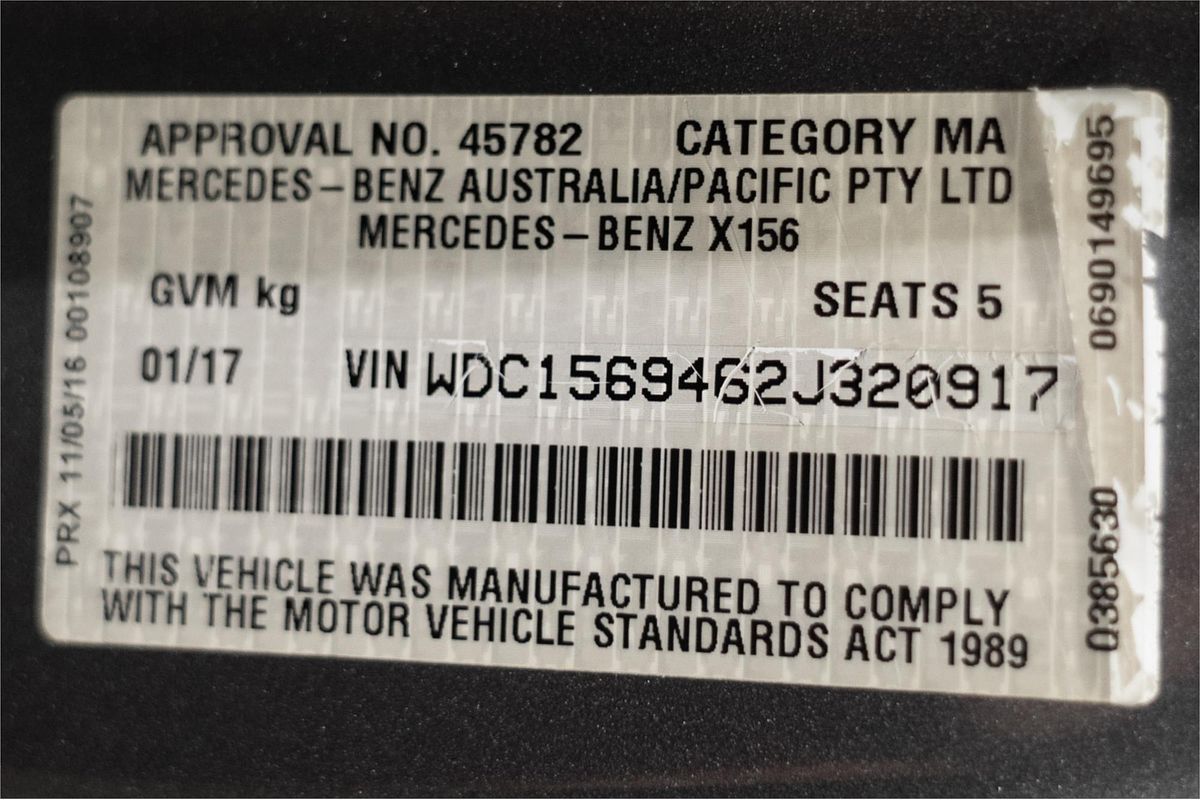 APPROVAL NO. 45782 CATEGORY MA
MERCEDES-BENZ AUSTRALIA/PACIFIC PTY LTD
MERCEDES-BENZ X156
GVM kg SEATS 5
01/17 VIN WDC1569462J320917
THIS VEHICLE WAS MANUFACTURED TO COMPLY
WITH THE MOTOR VEHICLE STANDARDS ACT 1989
PRX 11/05/16 00108907
0385630 06901496695